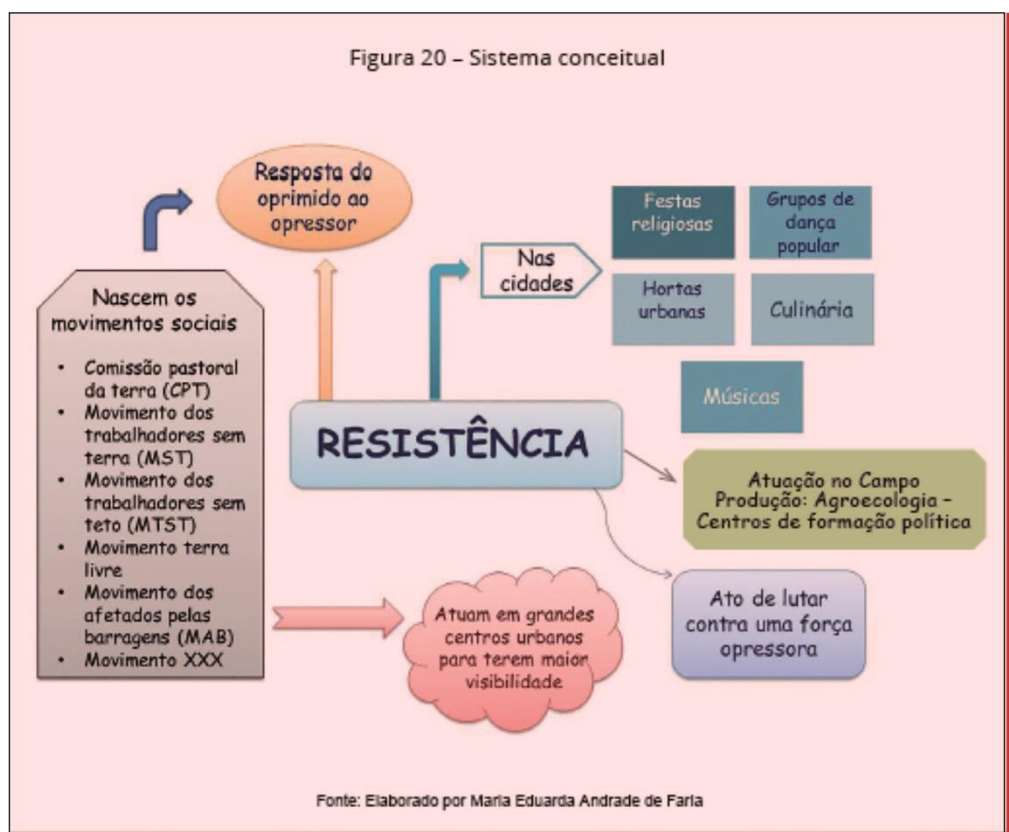 Figura 20 – Sistema conceitual
Resposta do
oprimido ao
opressor
Nascem os
movimentos sociais
• Comissão pastoral
da terra (CPT)
• Movimento dos
trabalhadores sem
terra (MST)
• Movimento dos
trabalhadores sem
teto (MTST)
• Movimento terra
livre
• Movimento dos
afetados pelas
barragens (MAB)
• Movimento XXX
RESISTÊNCIA
Nas
cidades
Festas
religiosas
Grupos de
dança
popular
Hortas
urbanas
Culinária
Músicas
Atuação no Campo
Produção: Agroecologia –
Centros de formação política
Ato de lutar
contra uma força
opressora
Atuam em grandes
centros urbanos
para terem maior
visibilidade
Fonte: Elaborado por Maria Eduarda Andrade de Faria